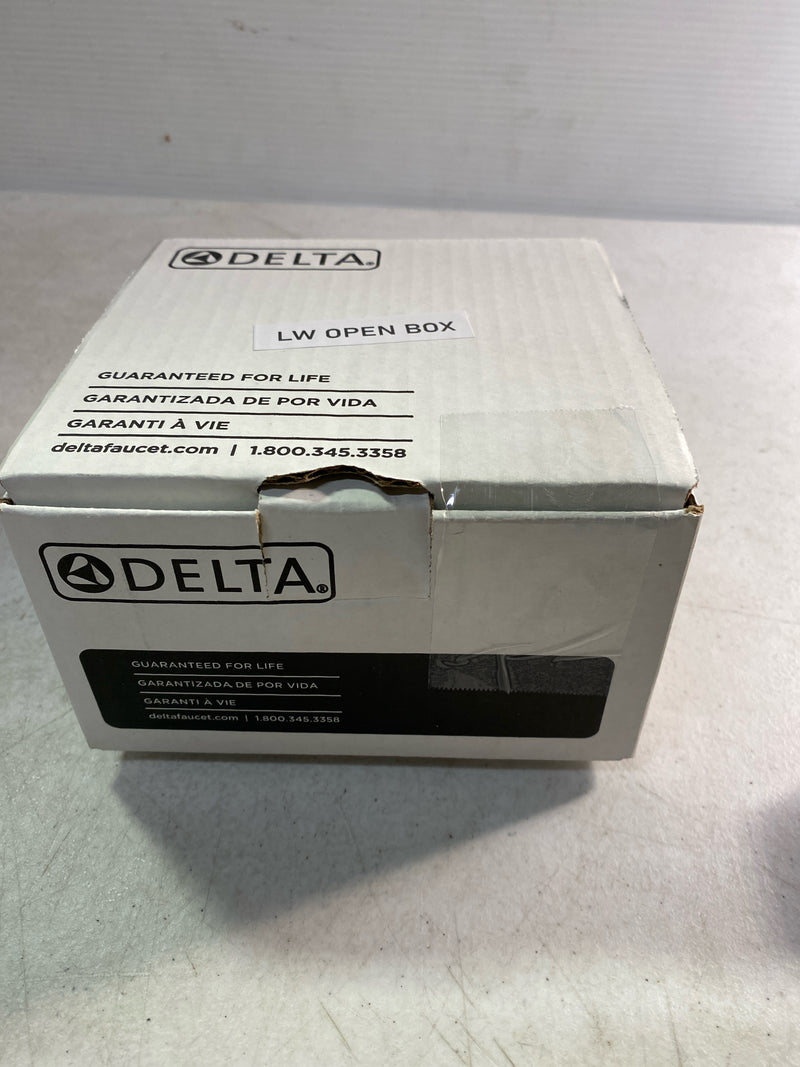 DELTA®
LW OPEN BOX
GUARANTEED FOR LIFE
GARANTIZADA DE POR VIDA
GARANTI À VIE
deltafaucet.com | 1.800.345.3358
DELTA®
GUARANTEED FOR LIFE
GARANTIZADA DE POR VIDA
GARANTI À VIE
deltafaucet.com | 1.800.345.3358